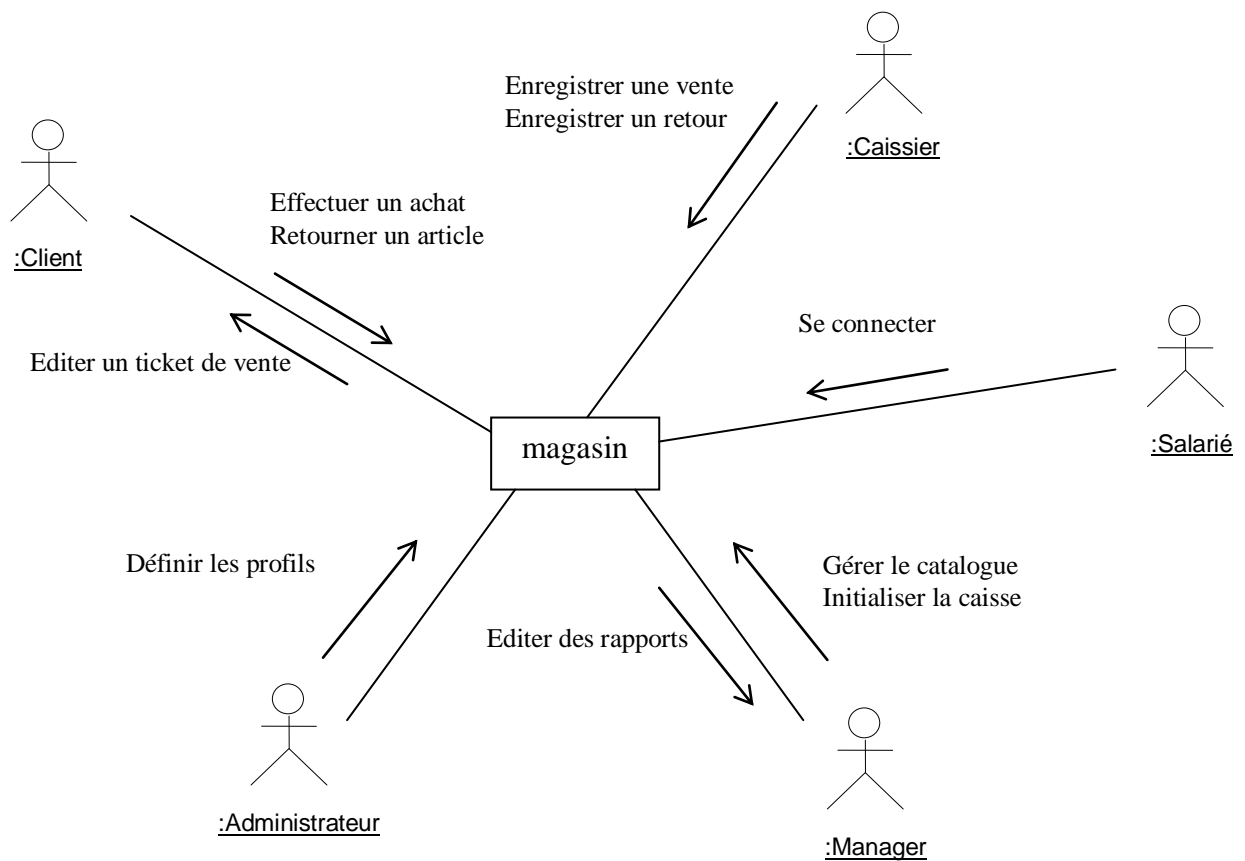 Enregistrer une vente
Enregistrer un retour
:Caissier
Effectuer un achat
Retourner un article
:Client
Se connecter
Editer un ticket de vente
:Salarié
magasin
Définir les profils
Gérer le catalogue
Initialiser la caisse
Editer des rapports
:Administrateur
:Manager